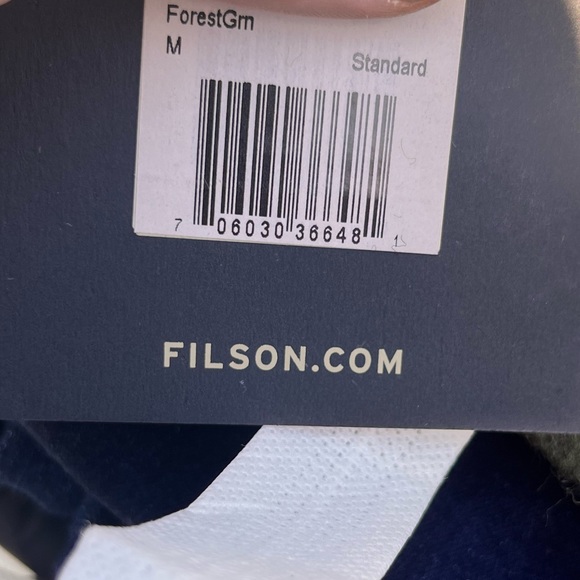 ForestGrn
M
Standard
7 06030 36648 1
FILSON.COM